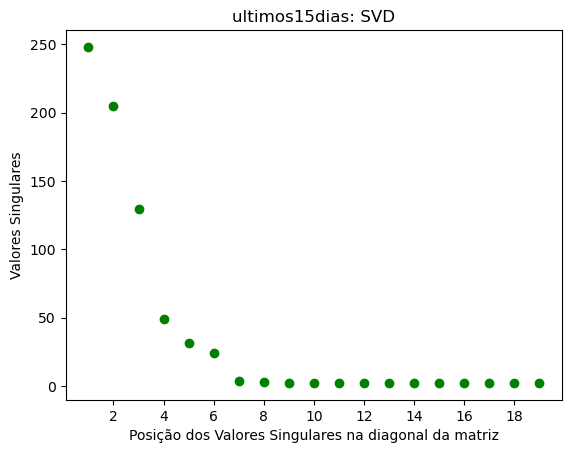 ultimos15dias: SVD
250
200
150
100
50
0
Valores Singulares
2 4 6 8 10 12 14 16 18
Posição dos Valores Singulares na diagonal da matriz